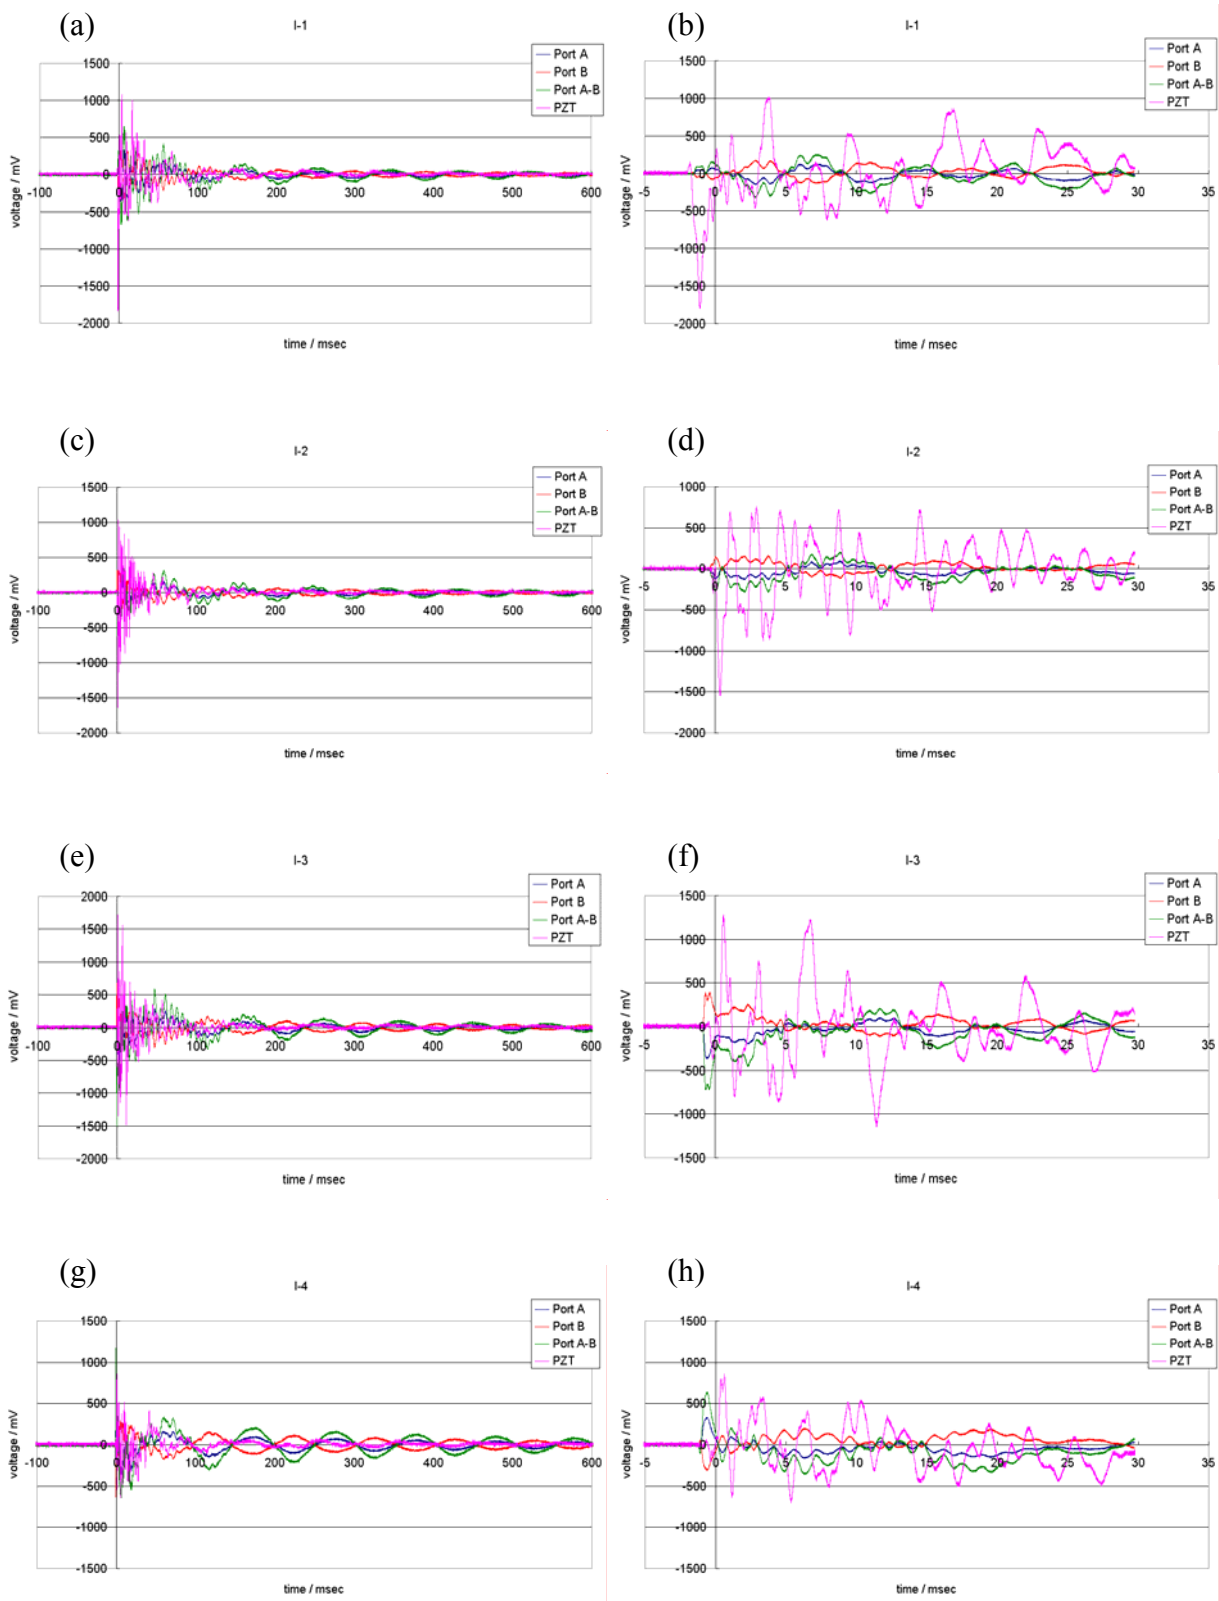 (a)
I-1
Port A
Port B
Port A-B
PZT
1500
1000
500
0
-500
-1000
-1500
-2000
-100 0 100 200 300 400 500 600
voltage / mV
time / msec
(b)
I-1
Port A
Port B
Port A-B
PZT
1500
1000
500
0
-500
-1000
-1500
-2000
-5 0 5 10 15 20 25 30 35
voltage / mV
time / msec
(c)
I-2
Port A
Port B
Port A-B
PZT
1500
1000
500
0
-500
-1000
-1500
-2000
-100 0 100 200 300 400 500 600
voltage / mV
time / msec
(d)
I-2
Port A
Port B
Port A-B
PZT
1000
500
0
-500
-1000
-1500
-2000
-5 0 5 10 15 20 25 30 35
voltage / mV
time / msec
(e)
I-3
Port A
Port B
Port A-B
PZT
2000
1500
1000
500
0
-500
-1000
-1500
-2000
-100 0 100 200 300 400 500 600
voltage / mV
time / msec
(f)
I-3
Port A
Port B
Port A-B
PZT
1500
1000
500
0
-500
-1000
-1500
-5 0 5 10 15 20 25 30 35
voltage / mV
time / msec
(g)
I-4
Port A
Port B
Port A-B
PZT
1500
1000
500
0
-500
-1000
-1500
-100 0 100 200 300 400 500 600
voltage / mV
time / msec
(h)
I-4
Port A
Port B
Port A-B
PZT
1500
1000
500
0
-500
-1000
-1500
-5 0 5 10 15 20 25 30 35
voltage / mV
time / msec